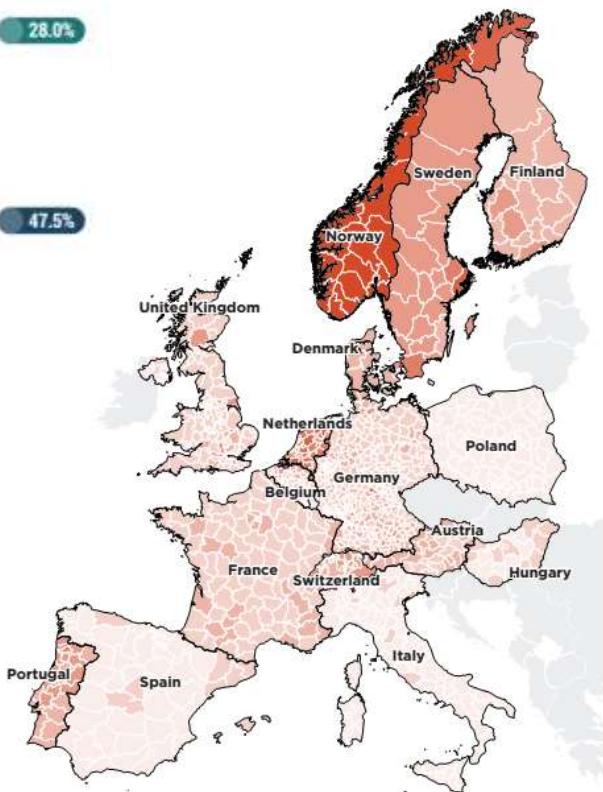 28.0%
Sweden
Finland
47.5%
Norway
United Kingdom
Denmark
Netherlands
Poland
Germany
Belgium
Austria
France
Switzerland
Hungary
Italy
Portugal
Spain